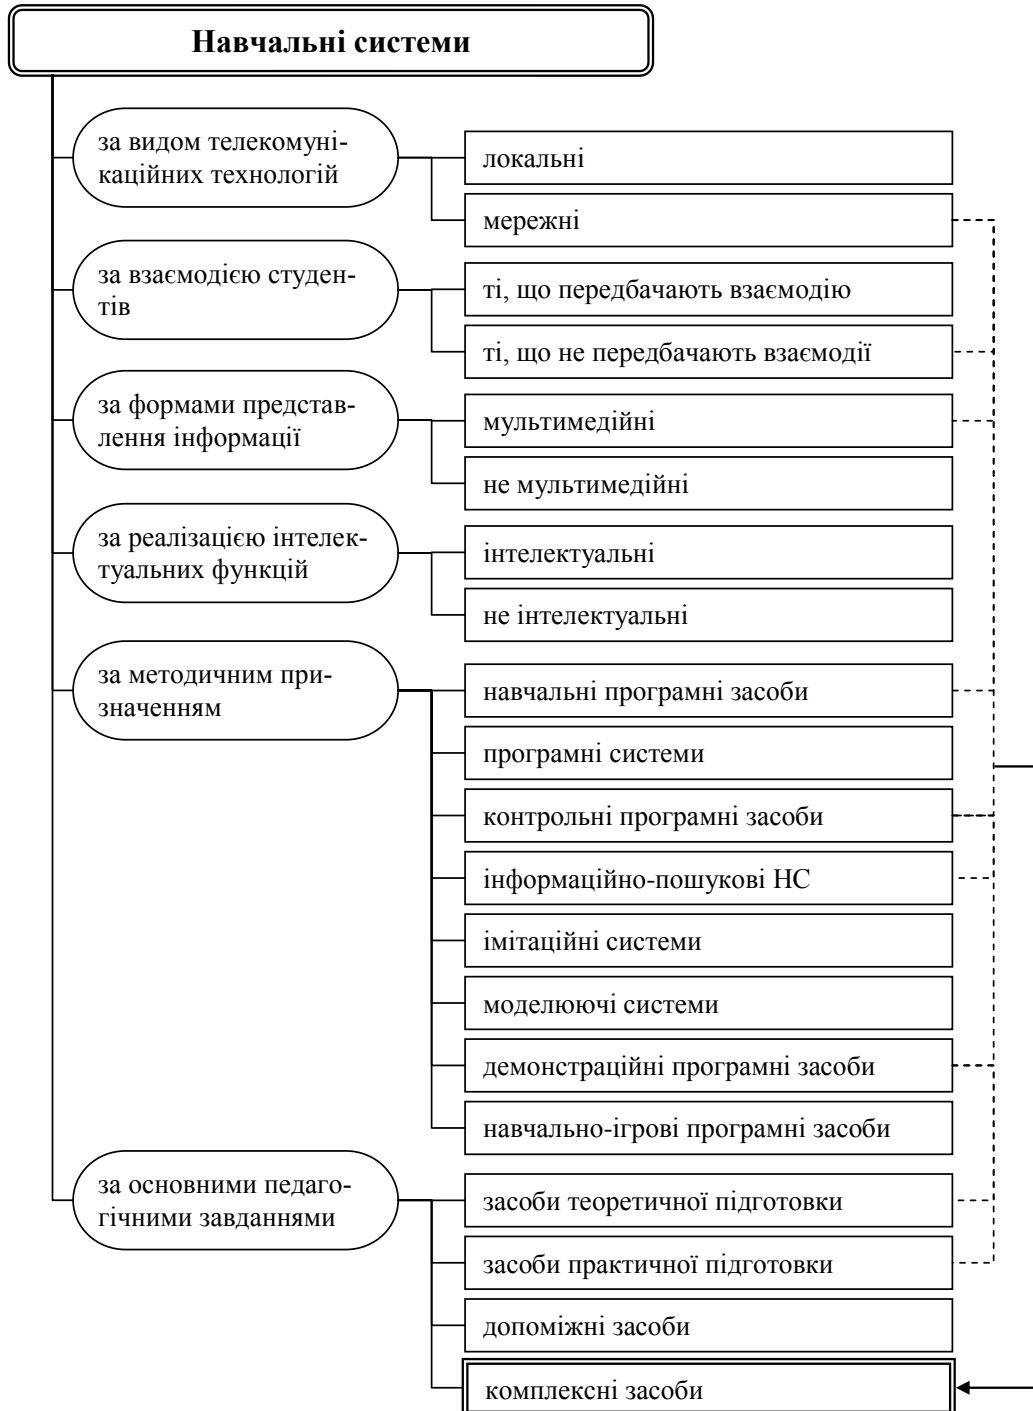 Навчальні системи
за видом телекомуні-
каційних технологій
локальні
мережні
за взаємодією студен-
тів
ті, що передбачають взаємодію
ті, що не передбачають взаємодії
за формами представ-
лення інформації
мультимедійні
не мультимедійні
за реалізацією інтелек-
туальних функцій
інтелектуальні
не інтелектуальні
за методичним при-
значенням
навчальні програмні засоби
програмні системи
контрольні програмні засоби
інформаційно-пошукові НС
імітаційні системи
моделюючі системи
демонстраційні програмні засоби
навчально-ігрові програмні засоби
за основними педаго-
гічними завданнями
засоби теоретичної підготовки
засоби практичної підготовки
допоміжні засоби
комплексні засоби